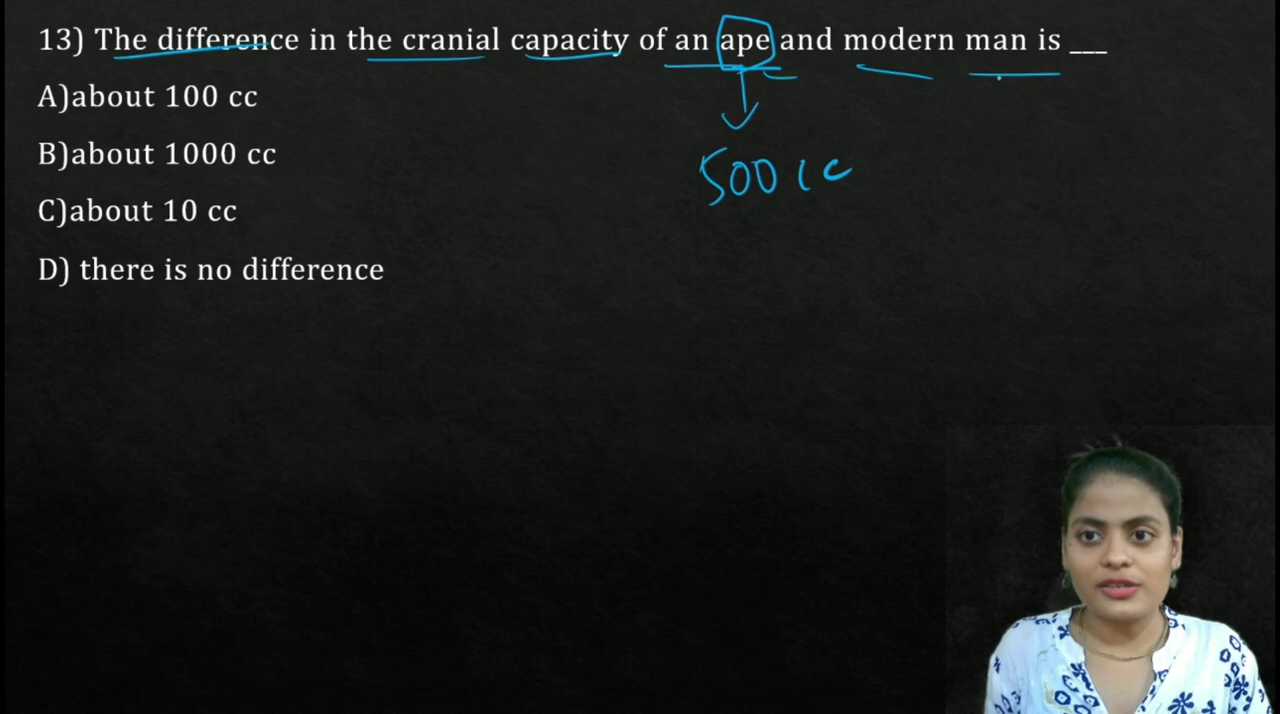 13) The difference in the cranial capacity of an ape and modern man is ___
A)about 100 cc
B)about 1000 cc
500 cc
C)about 10 cc
D) there is no difference